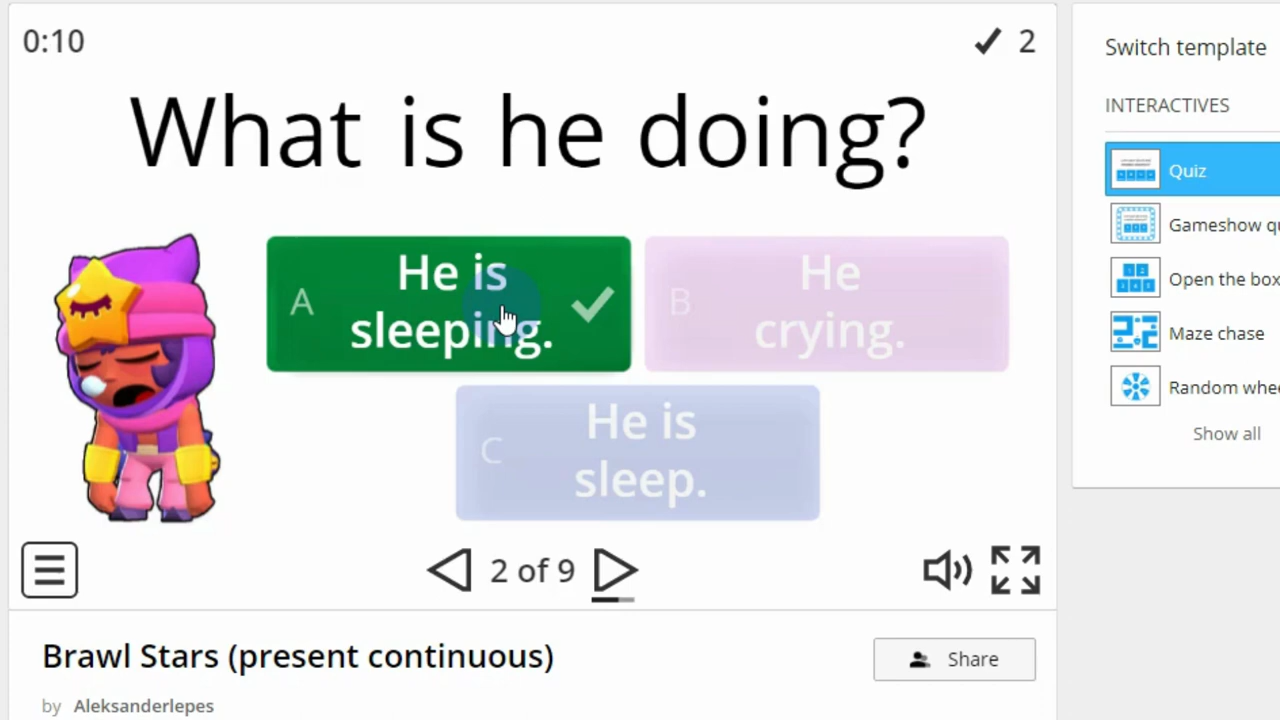 0:10
2
What is he doing?
A
He is
sleeping.
B
He
crying.
C
He is
sleep.
2 of 9
Brawl Stars (present continuous)
by Aleksanderlepes
Share
Switch template
INTERACTIVES
Quiz
Gameshow qu
Open the box
Maze chase
Random whee
Show all